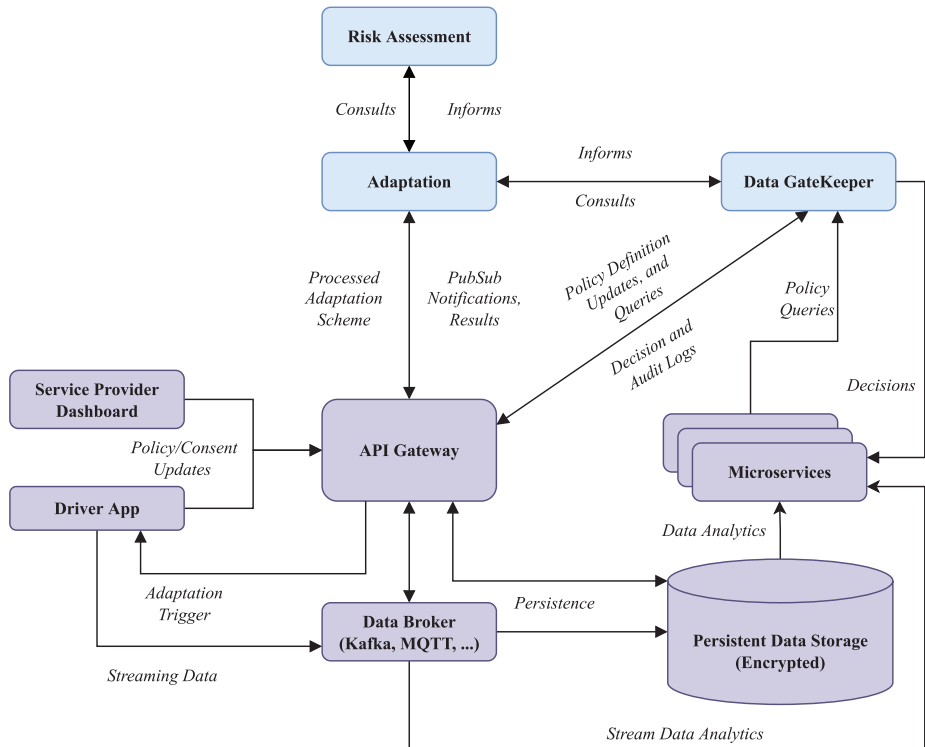 Risk Assessment
Consults
Informs
Adaptation
Informs
Consults
Data GateKeeper
Processed
Adaptation
Scheme
PubSub
Notifications,
Results
Policy Definition
Updates, and
Queries
Decision and
Audit Logs
Policy
Queries
Decisions
Service Provider
Dashboard
Policy/Consent
Updates
Driver App
API Gateway
Microservices
Data Analytics
Adaptation
Trigger
Data Broker
(Kafka, MQTT, ...)
Persistence
Persistent Data Storage
(Encrypted)
Streaming Data
Stream Data Analytics